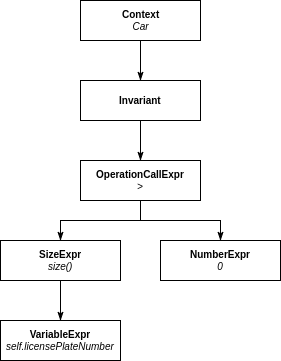 Context
Car
Invariant
OperationCallExpr
>
SizeExpr
size()
NumberExpr
0
VariableExpr
self.licensePlateNumber